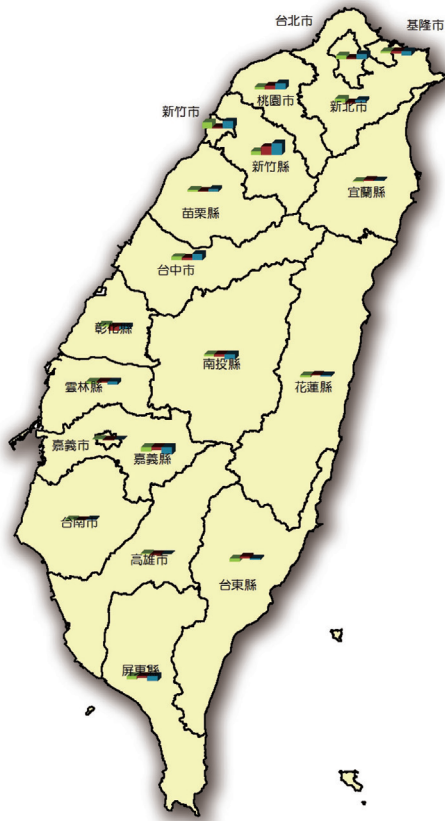 台北市
基隆市
桃園市
新北市
新竹市
新竹縣
宜蘭縣
苗栗縣
台中市
彰化縣
南投縣
雲林縣
花蓮縣
嘉義市
嘉義縣
台南市
高雄市
台東縣
屏東縣